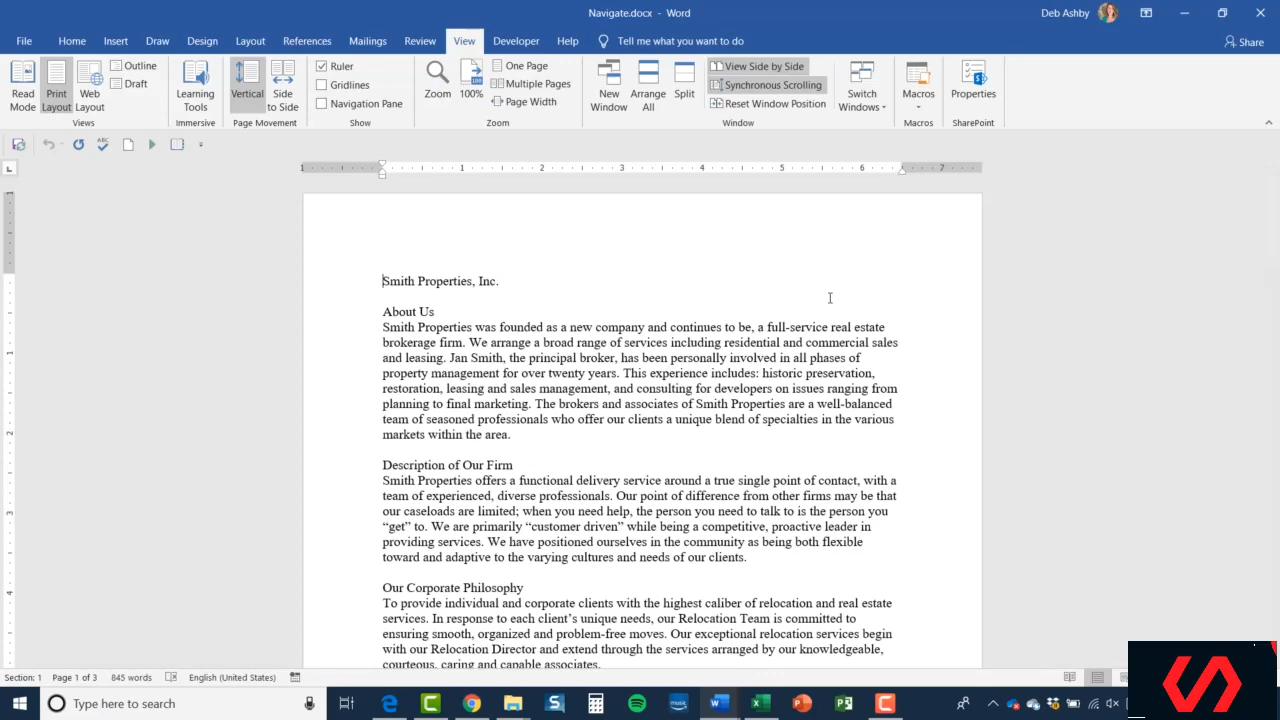 Navigate.docx - Word
Deb Ashby
File Home Insert Draw Design Layout References Mailings Review View Developer Help Tell me what you want to do
Share
Read Mode
Print Layout
Web Layout
Outline
Draft
Views
Learning Tools
Immersive
Vertical
Side to Side
Page Movement
Ruler
Gridlines
Navigation Pane
Show
Zoom
100%
One Page
Multiple Pages
Page Width
Zoom
New Window
Arrange All
Split
View Side by Side
Synchronous Scrolling
Reset Window Position
Window
Switch Windows
Macros
Macros
Properties
SharePoint
1 1 2 3 4 5 6 7
Smith Properties, Inc.
About Us
Smith Properties was founded as a new company and continues to be, a full-service real estate
brokerage firm. We arrange a broad range of services including residential and commercial sales
and leasing. Jan Smith, the principal broker, has been personally involved in all phases of
property management for over twenty years. This experience includes: historic preservation,
restoration, leasing and sales management, and consulting for developers on issues ranging from
planning to final marketing. The brokers and associates of Smith Properties are a well-balanced
team of seasoned professionals who offer our clients a unique blend of specialties in the various
markets within the area.
Description of Our Firm
Smith Properties offers a functional delivery service around a true single point of contact, with a
team of experienced, diverse professionals. Our point of difference from other firms may be that
our caseloads are limited; when you need help, the person you need to talk to is the person you
“get” to. We are primarily “customer driven” while being a competitive, proactive leader in
providing services. We have positioned ourselves in the community as being both flexible
toward and adaptive to the varying cultures and needs of our clients.
Our Corporate Philosophy
To provide individual and corporate clients with the highest caliber of relocation and real estate
services. In response to each client’s unique needs, our Relocation Team is committed to
ensuring smooth, organized and problem-free moves. Our exceptional relocation services begin
with our Relocation Director and extend through the services arranged by our knowledgeable,
courteous, caring and capable associates.
Section: 1 Page 1 of 3 845 words English (United States)
Type here to search